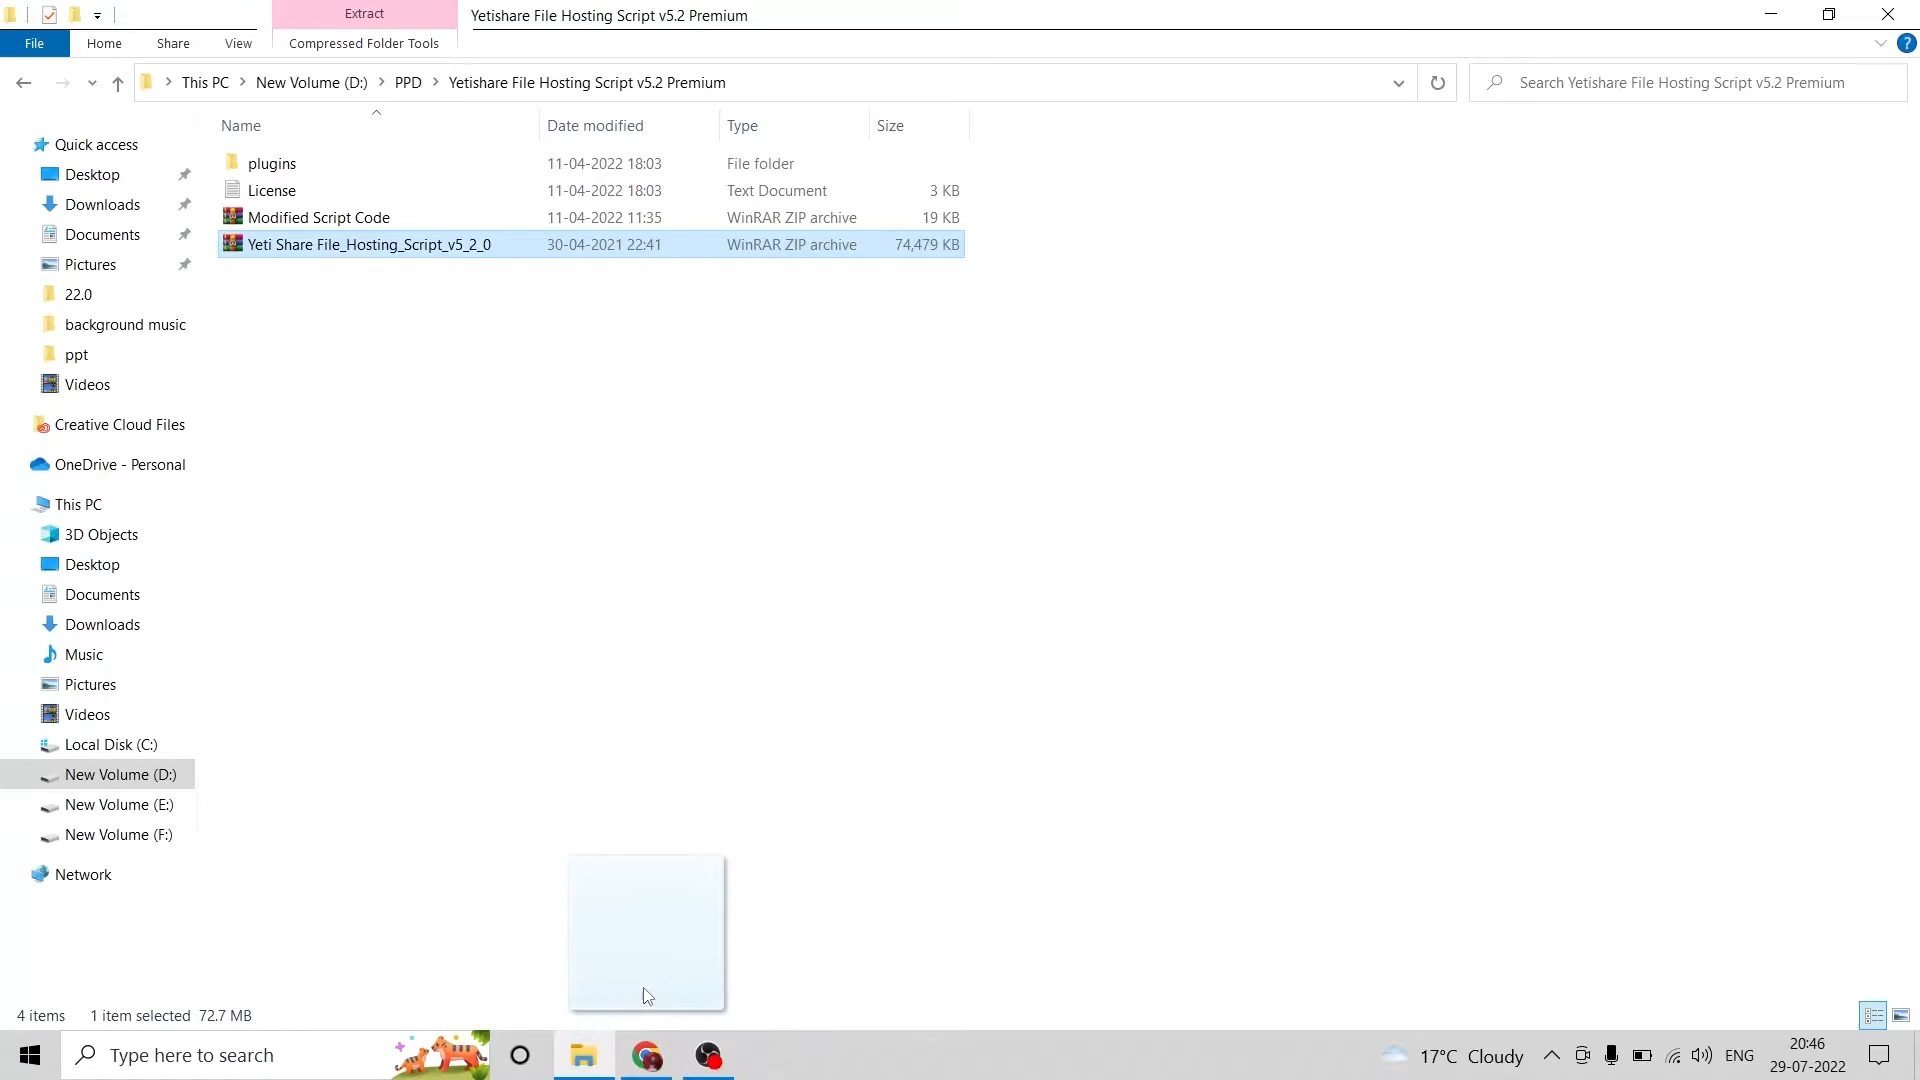 Extract
Yetishare File Hosting Script v5.2 Premium
File
Home
Share
View
Compressed Folder Tools
This PC
New Volume (D:)
PPD
Yetishare File Hosting Script v5.2 Premium
Search Yetishare File Hosting Script v5.2 Premium
Name
Date modified
Type
Size
plugins
11-04-2022 18:03
File folder
License
11-04-2022 18:03
Text Document
3 KB
Modified Script Code
11-04-2022 11:35
WinRAR ZIP archive
19 KB
Yeti Share File_Hosting_Script_v5_2_0
30-04-2021 22:41
WinRAR ZIP archive
74,479 KB
Quick access
Desktop
Downloads
Documents
Pictures
22.0
background music
ppt
Videos
Creative Cloud Files
OneDrive - Personal
This PC
3D Objects
Desktop
Documents
Downloads
Music
Pictures
Videos
Local Disk (C:)
New Volume (D:)
New Volume (E:)
New Volume (F:)
Network
4 items
1 item selected 72.7 MB
Type here to search
17°C Cloudy
ENG
20:46
29-07-2022